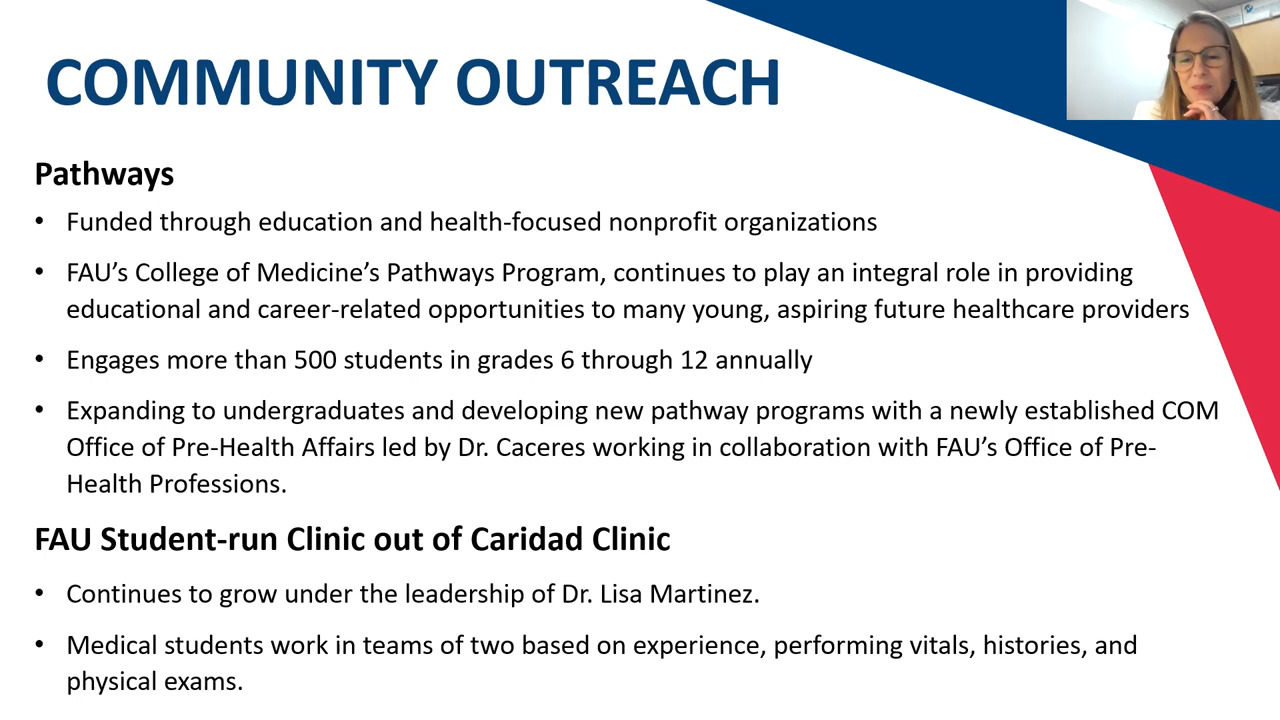 COMMUNITY OUTREACH
Pathways
• Funded through education and health-focused nonprofit organizations
• FAU’s College of Medicine’s Pathways Program, continues to play an integral role in providing
educational and career-related opportunities to many young, aspiring future healthcare providers
• Engages more than 500 students in grades 6 through 12 annually
• Expanding to undergraduates and developing new pathway programs with a newly established COM
Office of Pre-Health Affairs led by Dr. Caceres working in collaboration with FAU’s Office of Pre-
Health Professions.
FAU Student-run Clinic out of Caridad Clinic
• Continues to grow under the leadership of Dr. Lisa Martinez.
• Medical students work in teams of two based on experience, performing vitals, histories, and
physical exams.